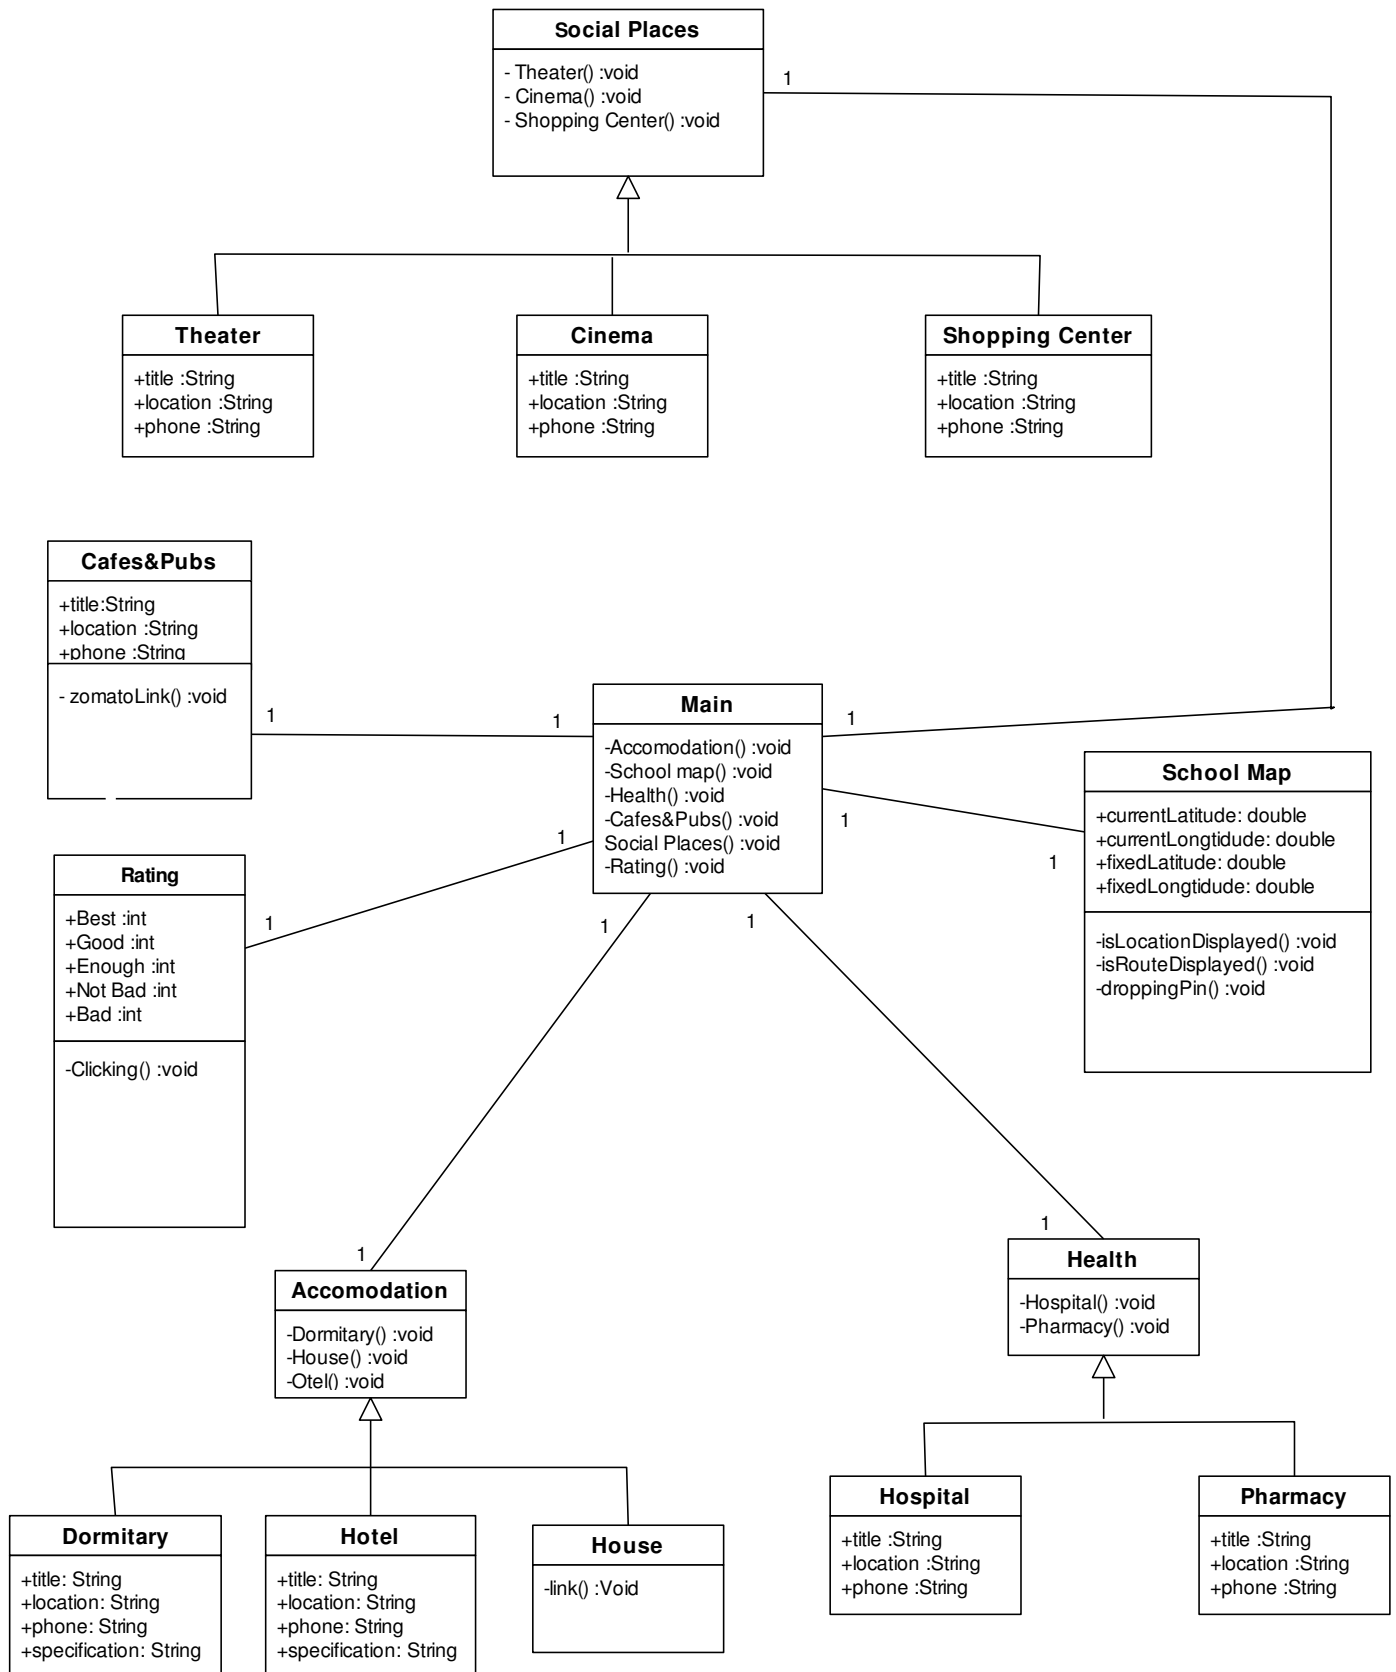 Social Places
- Theater() :void
- Cinema() :void
- Shopping Center() :void
1
Theater
+title :String
+location :String
+phone :String
Cinema
+title :String
+location :String
+phone :String
Shopping Center
+title :String
+location :String
+phone :String
Cafes&Pubs
+title:String
+location :String
+phone :String
- zomatoLink() :void
1
1
Main
-Accomodation() :void
-School map() :void
-Health() :void
-Cafes&Pubs() :void
Social Places() :void
-Rating() :void
1
School Map
+currentLatitude: double
+currentLongtidude: double
+fixedLatitude: double
+fixedLongtidude: double
-isLocationDisplayed() :void
-isRouteDisplayed() :void
-droppingPin() :void
1
1
Rating
+Best :int
+Good :int
+Enough :int
+Not Bad :int
+Bad :int
-Clicking() :void
1
1
1
1
1
1
Accomodation
-Dormitary() :void
-House() :void
-Otel() :void
Health
-Hospital() :void
-Pharmacy() :void
Dormitary
+title: String
+location: String
+phone: String
+specification: String
Hotel
+title: String
+location: String
+phone: String
+specification: String
House
-link() :Void
Hospital
+title :String
+location :String
+phone :String
Pharmacy
+title :String
+location :String
+phone :String